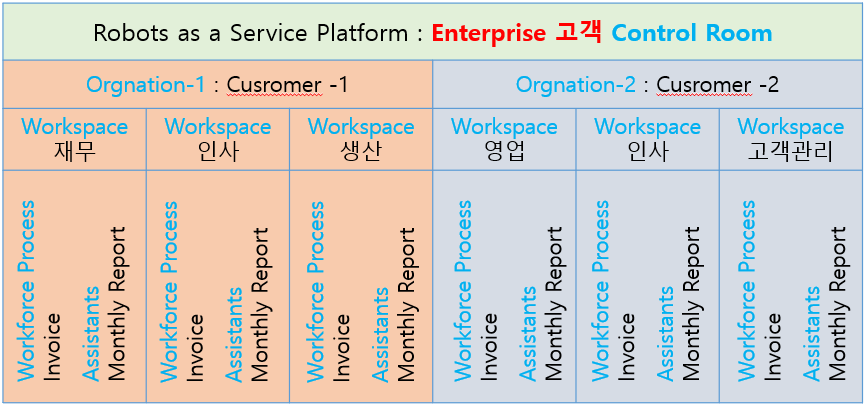 Robots as a Service Platform : Enterprise 고객 Control Room
Orgnation-1 : Cusromer -1
Orgnation-2 : Cusromer -2
Workspace
재무
Workspace
인사
Workspace
생산
Workspace
영업
Workspace
인사
Workspace
고객관리
Workforce Process
Invoice
Assistants
Monthly Report
Workforce Process
Invoice
Assistants
Monthly Report
Workforce Process
Invoice
Assistants
Monthly Report
Workforce Process
Invoice
Assistants
Monthly Report
Workforce Process
Invoice
Assistants
Monthly Report
Workforce Process
Invoice
Assistants
Monthly Report